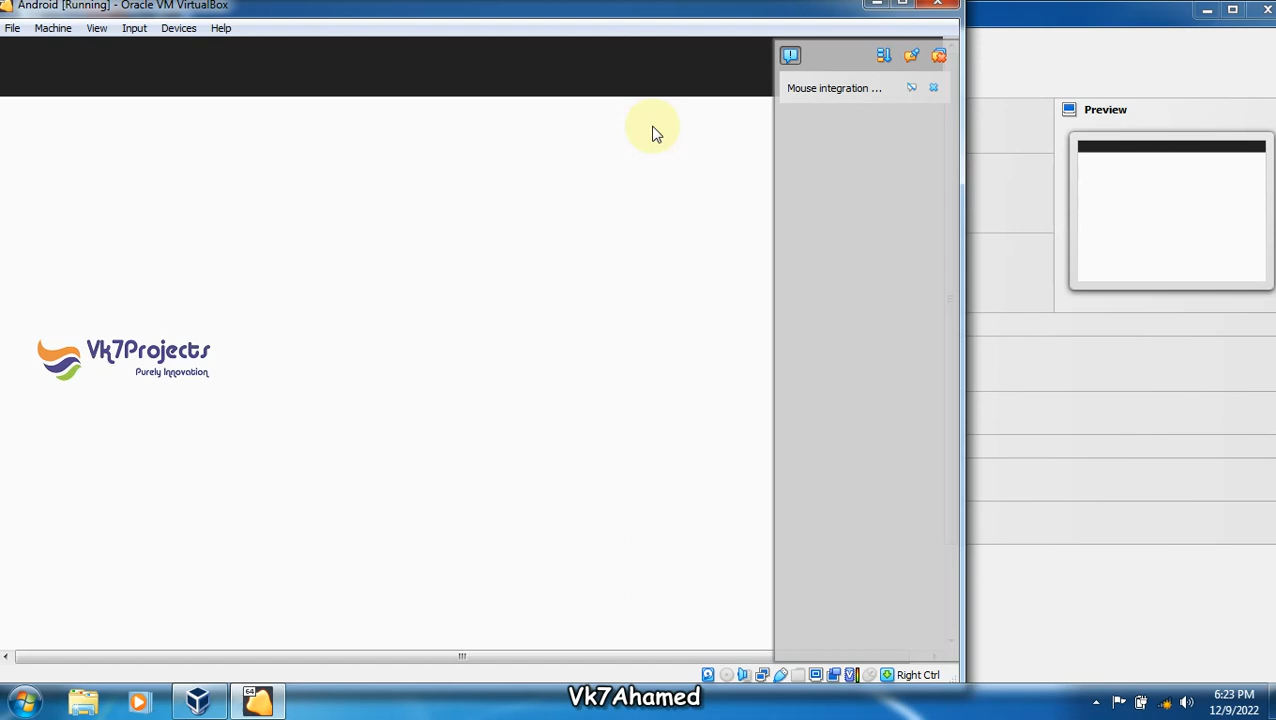 Android [Running] - Oracle VM VirtualBox
File Machine View Input Devices Help
Mouse integration ...
Preview
Vk7Projects
Purely Innovation
Right Ctrl
64
Vk7Ahamed
6:23 PM
12/9/2022